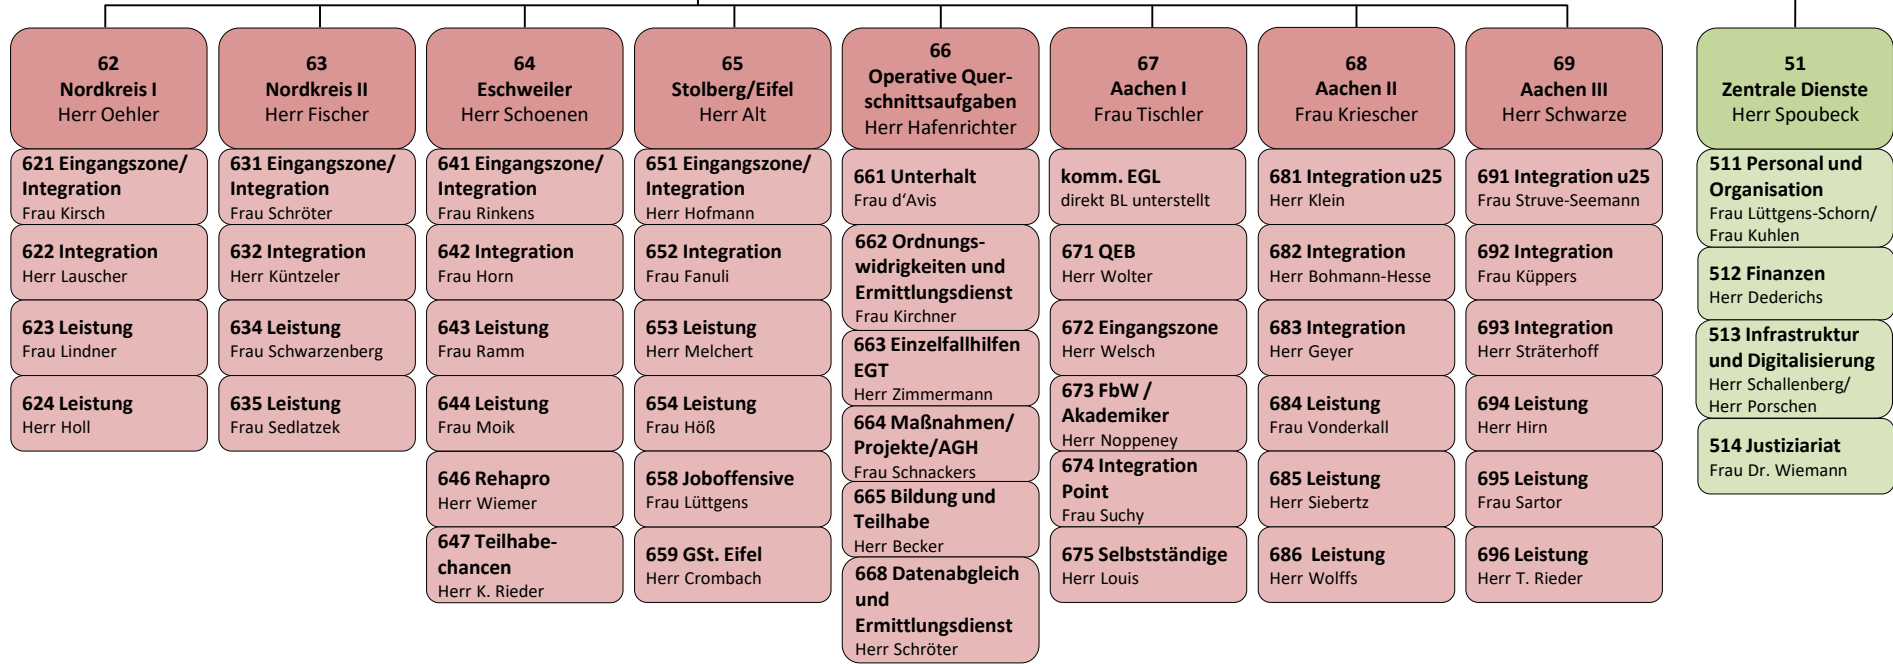 62
Nordkreis I
Herr Oehler
621 Eingangszone/
Integration
Frau Kirsch
622 Integration
Herr Lauscher
623 Leistung
Frau Lindner
624 Leistung
Herr Holl
63
Nordkreis II
Herr Fischer
631 Eingangszone/
Integration
Frau Schröter
632 Integration
Herr Küntzeler
634 Leistung
Frau Schwarzenberg
635 Leistung
Frau Sedlatzek
64
Eschweiler
Herr Schoenen
641 Eingangszone/
Integration
Frau Rinkens
642 Integration
Frau Horn
643 Leistung
Frau Ramm
644 Leistung
Frau Moik
646 Rehapro
Herr Wiemer
647 Teilhabe-
chancen
Herr K. Rieder
65
Stolberg/Eifel
Herr Alt
651 Eingangszone/
Integration
Herr Hofmann
652 Integration
Frau Fanuli
653 Leistung
Herr Melchert
654 Leistung
Frau Höß
658 Joboffensive
Frau Lüttgens
659 GSt. Eifel
Herr Crombach
66
Operative Quer-
schnittsaufgaben
Herr Hafenrichter
661 Unterhalt
Frau d‘Avis
662 Ordnungs-
widrigkeiten und
Ermittlungsdienst
Frau Kirchner
663 Einzelfallhilfen
EGT
Herr Zimmermann
664 Maßnahmen/
Projekte/AGH
Frau Schnackers
665 Bildung und
Teilhabe
Herr Becker
668 Datenabgleich
und
Ermittlungsdienst
Herr Schröter
67
Aachen I
Frau Tischler
komm. EGL
direkt BL unterstellt
671 QEB
Herr Wolter
672 Eingangszone
Herr Welsch
673 FbW /
Akademiker
Herr Noppeney
674 Integration
Point
Frau Suchy
675 Selbstständige
Herr Louis
68
Aachen II
Frau Kriescher
681 Integration u25
Herr Klein
682 Integration
Herr Bohmann-Hesse
683 Integration
Herr Geyer
684 Leistung
Frau Vonderkall
685 Leistung
Herr Siebertz
686 Leistung
Herr Wolffs
69
Aachen III
Herr Schwarze
691 Integration u25
Frau Struve-Seemann
692 Integration
Frau Küppers
693 Integration
Herr Sträterhoff
694 Leistung
Herr Hirn
695 Leistung
Frau Sartor
696 Leistung
Herr T. Rieder
51
Zentrale Dienste
Herr Spoubeck
511 Personal und
Organisation
Frau Lüttgens-Schorn/
Frau Kuhlen
512 Finanzen
Herr Dederichs
513 Infrastruktur
und Digitalisierung
Herr Schallenberg/
Herr Porschen
514 Justiziariat
Frau Dr. Wiemann